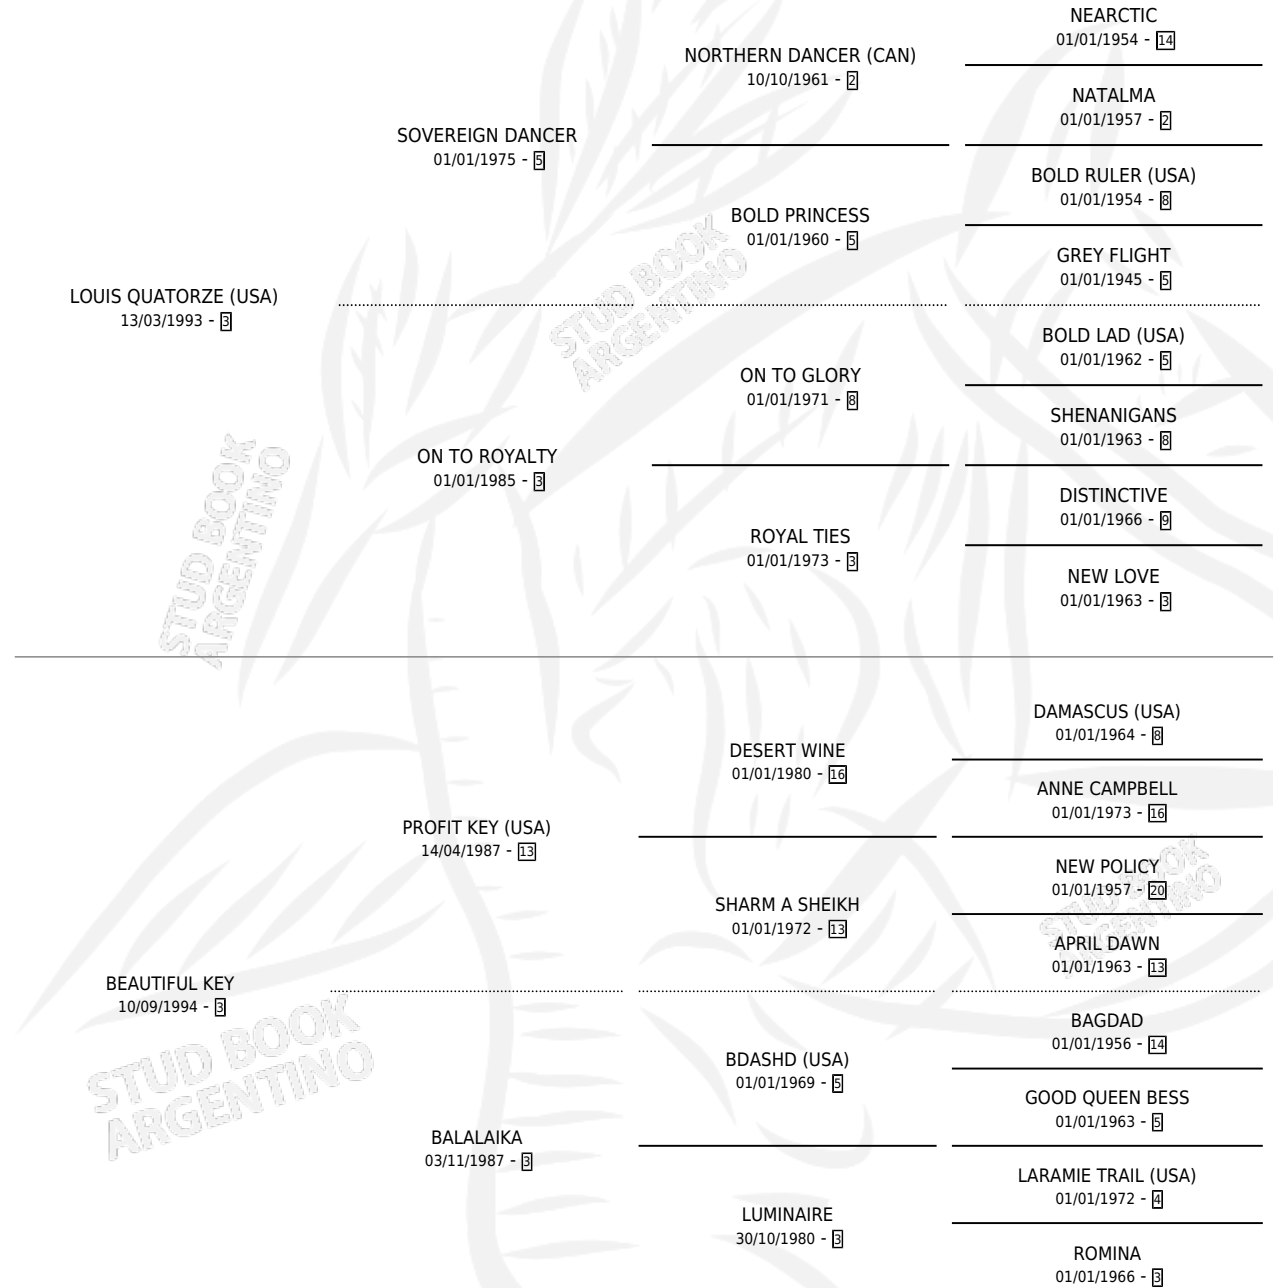 NEARCTIC
01/01/1954 - 14
NORTHERN DANCER (CAN)
10/10/1961 - 2
NATALMA
01/01/1957 - 2
SOVEREIGN DANCER
01/01/1975 - 5
BOLD RULER (USA)
01/01/1954 - 8
BOLD PRINCESS
01/01/1960 - 5
GREY FLIGHT
01/01/1945 - 5
LOUIS QUATORZE (USA)
13/03/1993 - 3
BOLD LAD (USA)
01/01/1962 - 5
ON TO GLORY
01/01/1971 - 8
SHENANIGANS
01/01/1963 - 8
ON TO ROYALTY
01/01/1985 - 3
DISTINCTIVE
01/01/1966 - 9
ROYAL TIES
01/01/1973 - 3
NEW LOVE
01/01/1963 - 3
DAMASCUS (USA)
01/01/1964 - 8
DESERT WINE
01/01/1980 - 16
ANNE CAMPBELL
01/01/1973 - 16
PROFIT KEY (USA)
14/04/1987 - 13
NEW POLICY
01/01/1957 - 20
SHARM A SHEIKH
01/01/1972 - 13
APRIL DAWN
01/01/1963 - 13
BEAUTIFUL KEY
10/09/1994 - 3
BAGDAD
01/01/1956 - 14
BDASHD (USA)
01/01/1969 - 5
GOOD QUEEN BESS
01/01/1963 - 5
BALALAIKA
03/11/1987 - 3
LARAMIE TRAIL (USA)
01/01/1972 - 4
LUMINAIRE
30/10/1980 - 3
ROMINA
01/01/1966 - 3
STUD BOOK
ARGENTINO
STUD BOOK
ARGENTINO
STUD BOOK
ARGENTINO
STUD BOOK
ARGENTINO